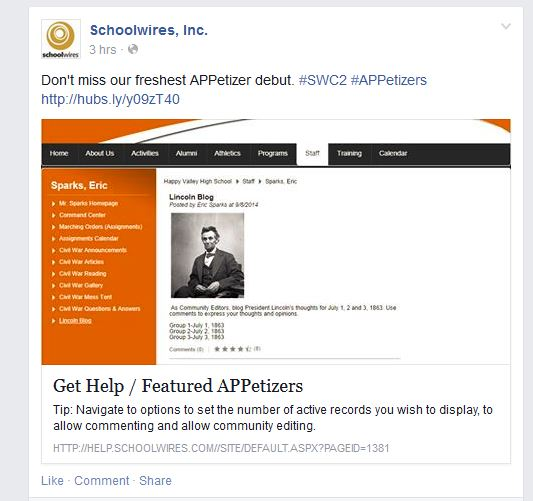 schoolwires
Schoolwires, Inc.
3 hrs ·
Don't miss our freshest APPetizer debut. #SWC2 #APPetizers
http://hubs.ly/y09zT40
Home About Us Activities Alumni Athletics Programs Staff Training Calendar
Sparks, Eric
Mr. Sparks Homepage
Command Center
Marching Orders (Assignments)
Assignments Calendar
Civil War Announcements
Civil War Articles
Civil War Reading
Civil War Gallery
Civil War Mess Tent
Civil War Questions & Answers
Lincoln Blog
Happy Valley High School Staff Sparks, Eric
Lincoln Blog
Posted by Eric Sparks at 9/8/2014
As Community Editors, blog President Lincoln's thoughts for July 1, 2 and 3, 1863. Use
comments to express your thoughts and opinions.
Group 1-July 1, 1863
Group 2-July 2, 1863
Group 3-July 3, 1863
Comments (0) (8)
Get Help / Featured APPetizers
Tip: Navigate to options to set the number of active records you wish to display, to
allow commenting and allow community editing.
HTTP://HELP.SCHOOLWIRES.COM//SITE/DEFAULT.ASPX?PAGEID=1381
Like · Comment · Share